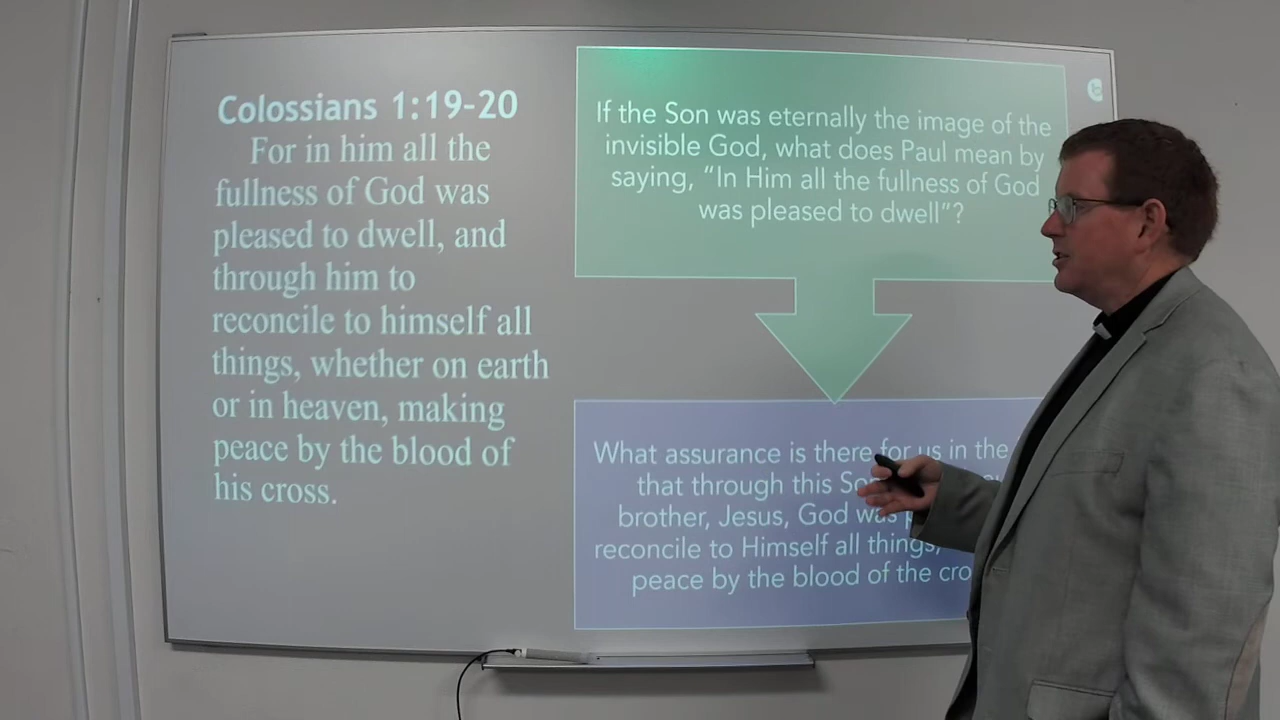 Colossians 1:19-20
For in him all the
fullness of God was
pleased to dwell, and
through him to
reconcile to himself all
things, whether on earth
or in heaven, making
peace by the blood of
his cross.
If the Son was eternally the image of the
invisible God, what does Paul mean by
saying, “In Him all the fullness of God
was pleased to dwell”?
What assurance is there for us in the
that through this
brother, Jesus, God was
reconcile to Himself all things,
peace by the blood of the